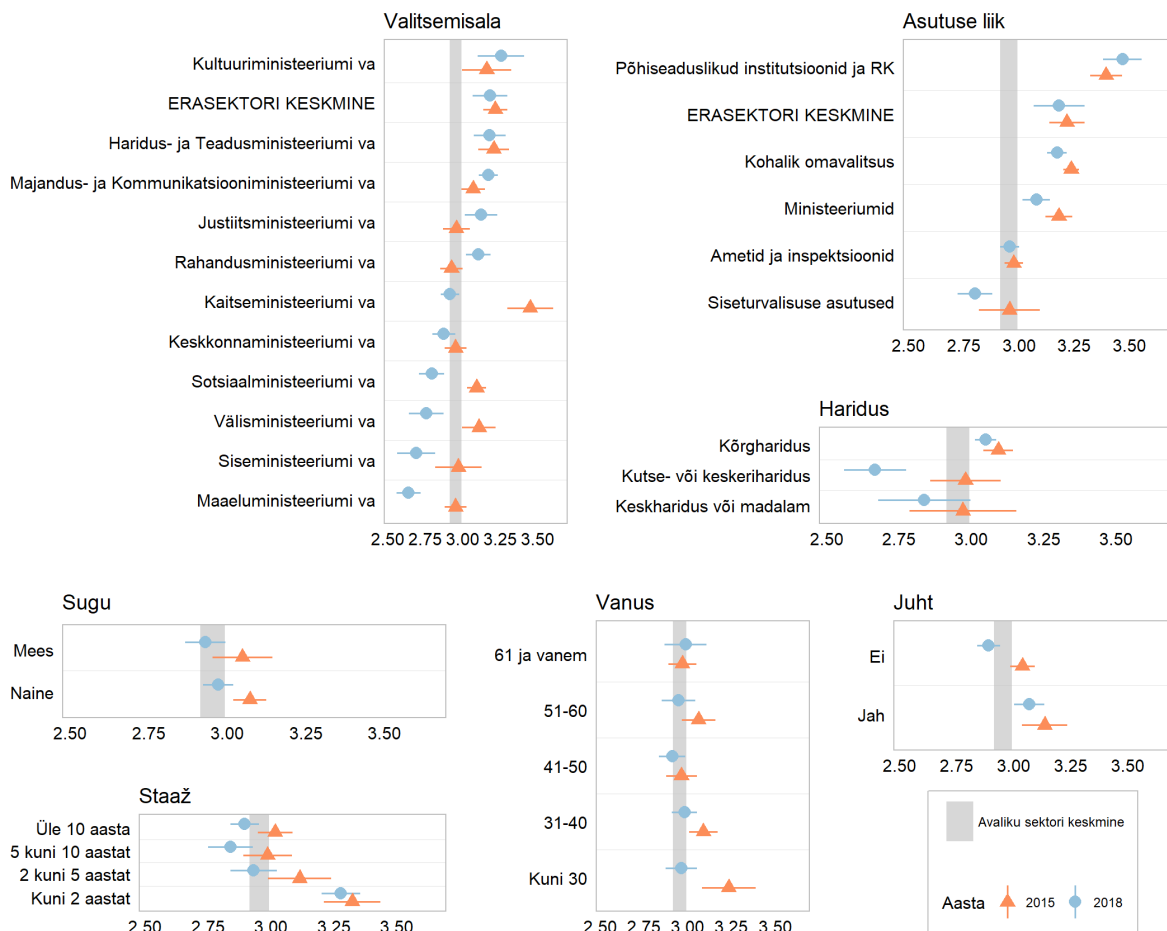 Valitsemisala
Kultuuriministeeriumi va
ERASEKTORI KESKMINE
Haridus- ja Teadusministeeriumi va
Majandus- ja Kommunikatsiooniministeeriumi va
Justiitsministeeriumi va
Rahandusministeeriumi va
Kaitseministeeriumi va
Keskkonnaministeeriumi va
Sotsiaalministeeriumi va
Välisministeeriumi va
Siseministeeriumi va
Maaeluministeeriumi va
2.50 2.75 3.00 3.25 3.50
Asutuse liik
Põhiseaduslikud institutsioonid ja RK
ERASEKTORI KESKMINE
Kohalik omavalitsus
Ministeeriumid
Ametid ja inspektsioonid
Siseturvalisuse asutused
2.50 2.75 3.00 3.25 3.50
Haridus
Kõrgharidus
Kutse- või keskeriharidus
Keskharidus või madalam
2.50 2.75 3.00 3.25 3.50
Sugu
Mees
Naine
2.50 2.75 3.00 3.25 3.50
Vanus
61 ja vanem
51-60
41-50
31-40
Kuni 30
2.50 2.75 3.00 3.25 3.50
Juht
Ei
Jah
2.50 2.75 3.00 3.25 3.50
Staaž
Üle 10 aasta
5 kuni 10 aastat
2 kuni 5 aastat
Kuni 2 aastat
2.50 2.75 3.00 3.25 3.50
Avaliku sektori keskmine
Aasta 2015 2018